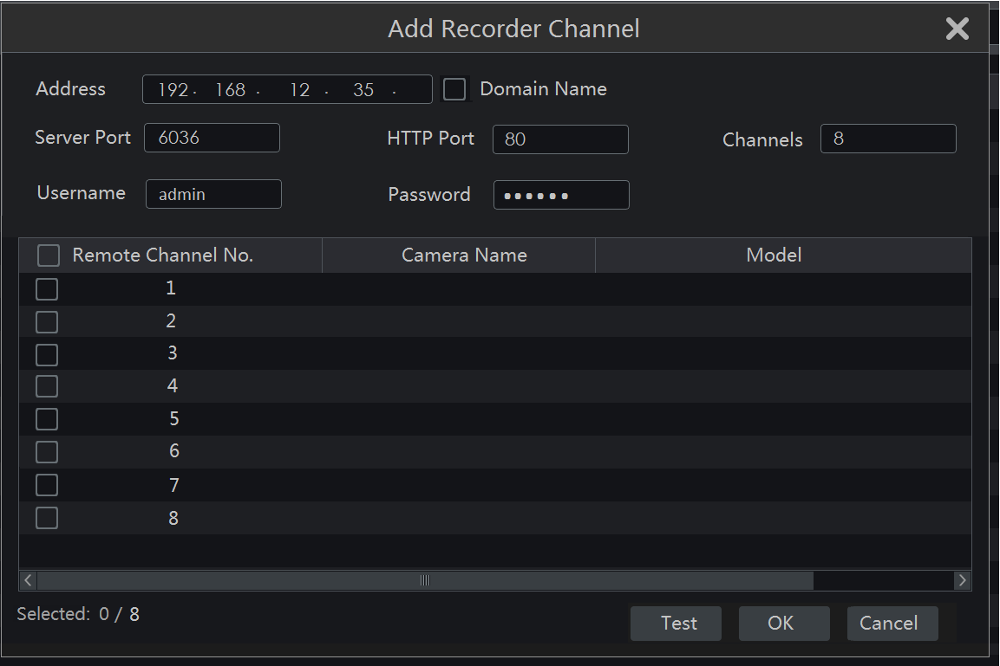 Add Recorder Channel
Address 192. 168. 12. 35. Domain Name
Server Port 6036 HTTP Port 80 Channels 8
Username admin Password ••••••
Remote Channel No. Camera Name Model
1
2
3
4
5
6
7
8
Selected: 0 / 8
Test OK Cancel